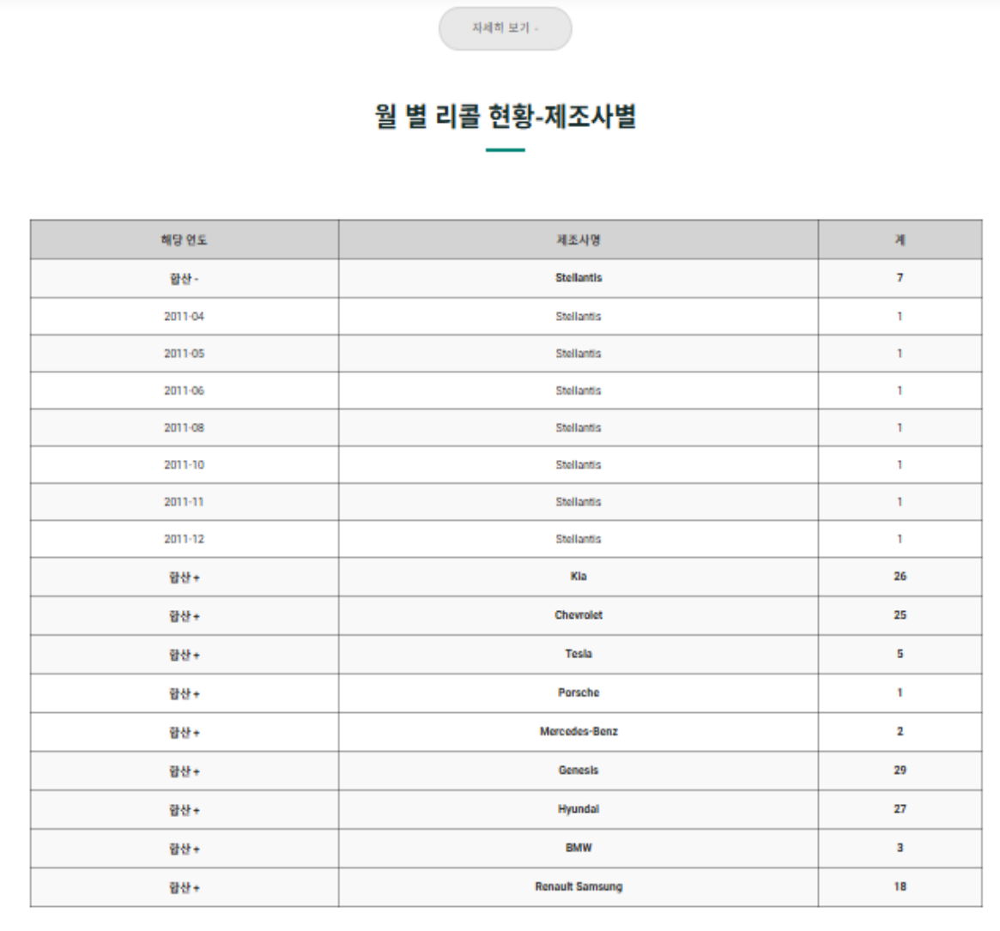 자세히 보기 -
월 별 리콜 현황-제조사별
해당 연도 제조사명 계
합산 - Stellantis 7
2011-04 Stellantis 1
2011-05 Stellantis 1
2011-06 Stellantis 1
2011-08 Stellantis 1
2011-10 Stellantis 1
2011-11 Stellantis 1
2011-12 Stellantis 1
합산 + Kia 26
합산 + Chevrolet 25
합산 + Tesla 5
합산 + Porsche 1
합산 + Mercedes-Benz 2
합산 + Genesis 29
합산 + Hyundai 27
합산 + BMW 3
합산 + Renault Samsung 18